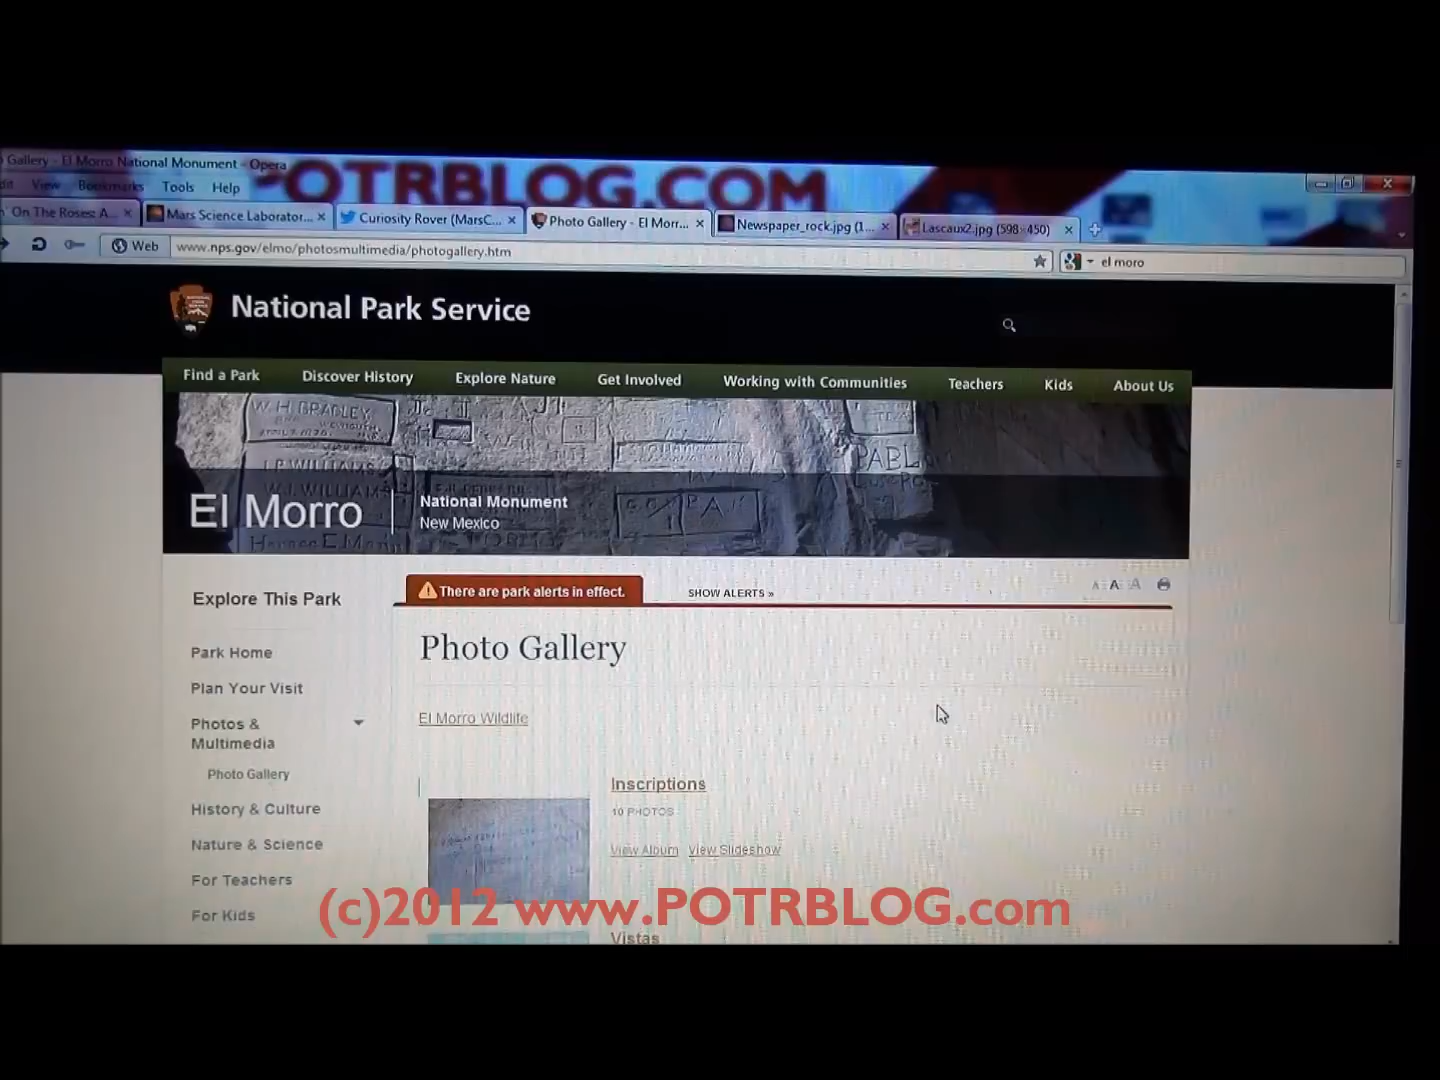 Gallery - El Morro National Monument - Opera
POTRBLOG.COM
View Bookmarks Tools Help
On The Roses: A...
Mars Science Laborator...
Curiosity Rover (MarsC...
Photo Gallery - El Morr...
Newspaper_rock.jpg (1...
Lascaux2.jpg (598×450)
Web
www.nps.gov/elmo/photosmultimedia/photogallery.htm
el moro
National Park Service
Find a Park Discover History Explore Nature Get Involved Working with Communities Teachers Kids About Us
W.H. BRADLEY
WILLIAMS
W.J. WILLIAMS
PABL
El Morro
National Monument
New Mexico
There are park alerts in effect.
SHOW ALERTS »
A A A
Explore This Park
Park Home
Plan Your Visit
Photos &
Multimedia
Photo Gallery
History & Culture
Nature & Science
For Teachers
For Kids
Photo Gallery
El Morro Wildlife
Inscriptions
10 PHOTOS
View Album View Slideshow
Vistas
(c)2012 www.POTRBLOG.com